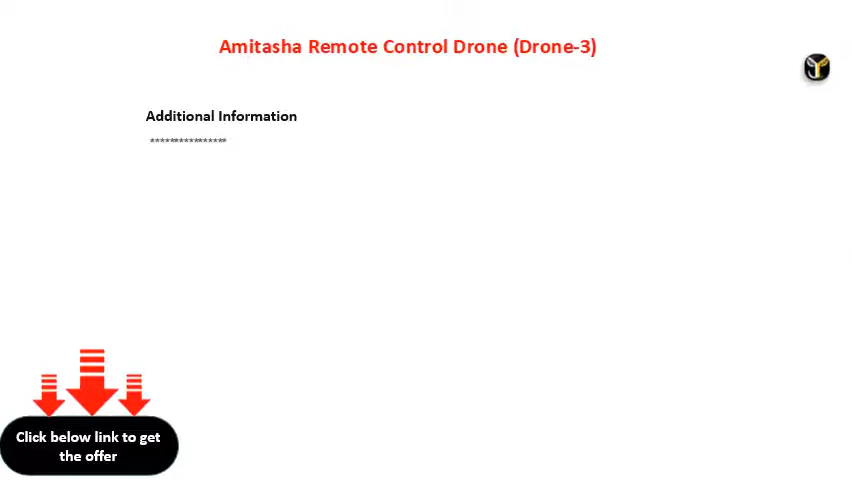 Amitasha Remote Control Drone (Drone-3)
Additional Information
****************
Click below link to get
the offer